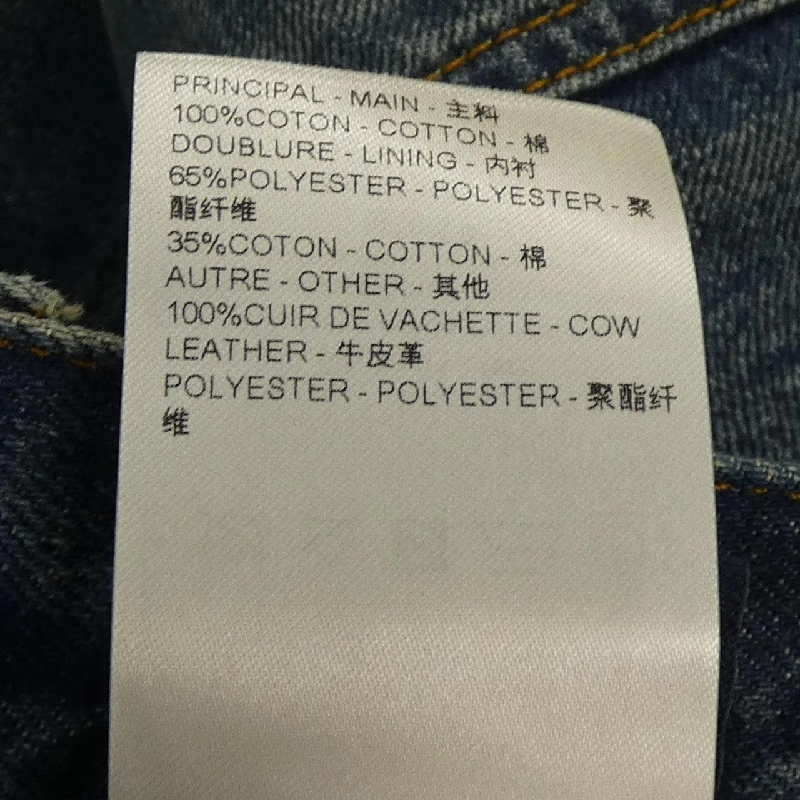 PRINCIPAL - MAIN - 主料
100%COTON - COTTON - 棉
DOUBLURE - LINING - 内衬
65%POLYESTER - POLYESTER - 聚
酯纤维
35%COTON - COTTON - 棉
AUTRE - OTHER - 其他
100%CUIR DE VACHETTE - COW
LEATHER - 牛皮革
POLYESTER - POLYESTER - 聚酯纤
维